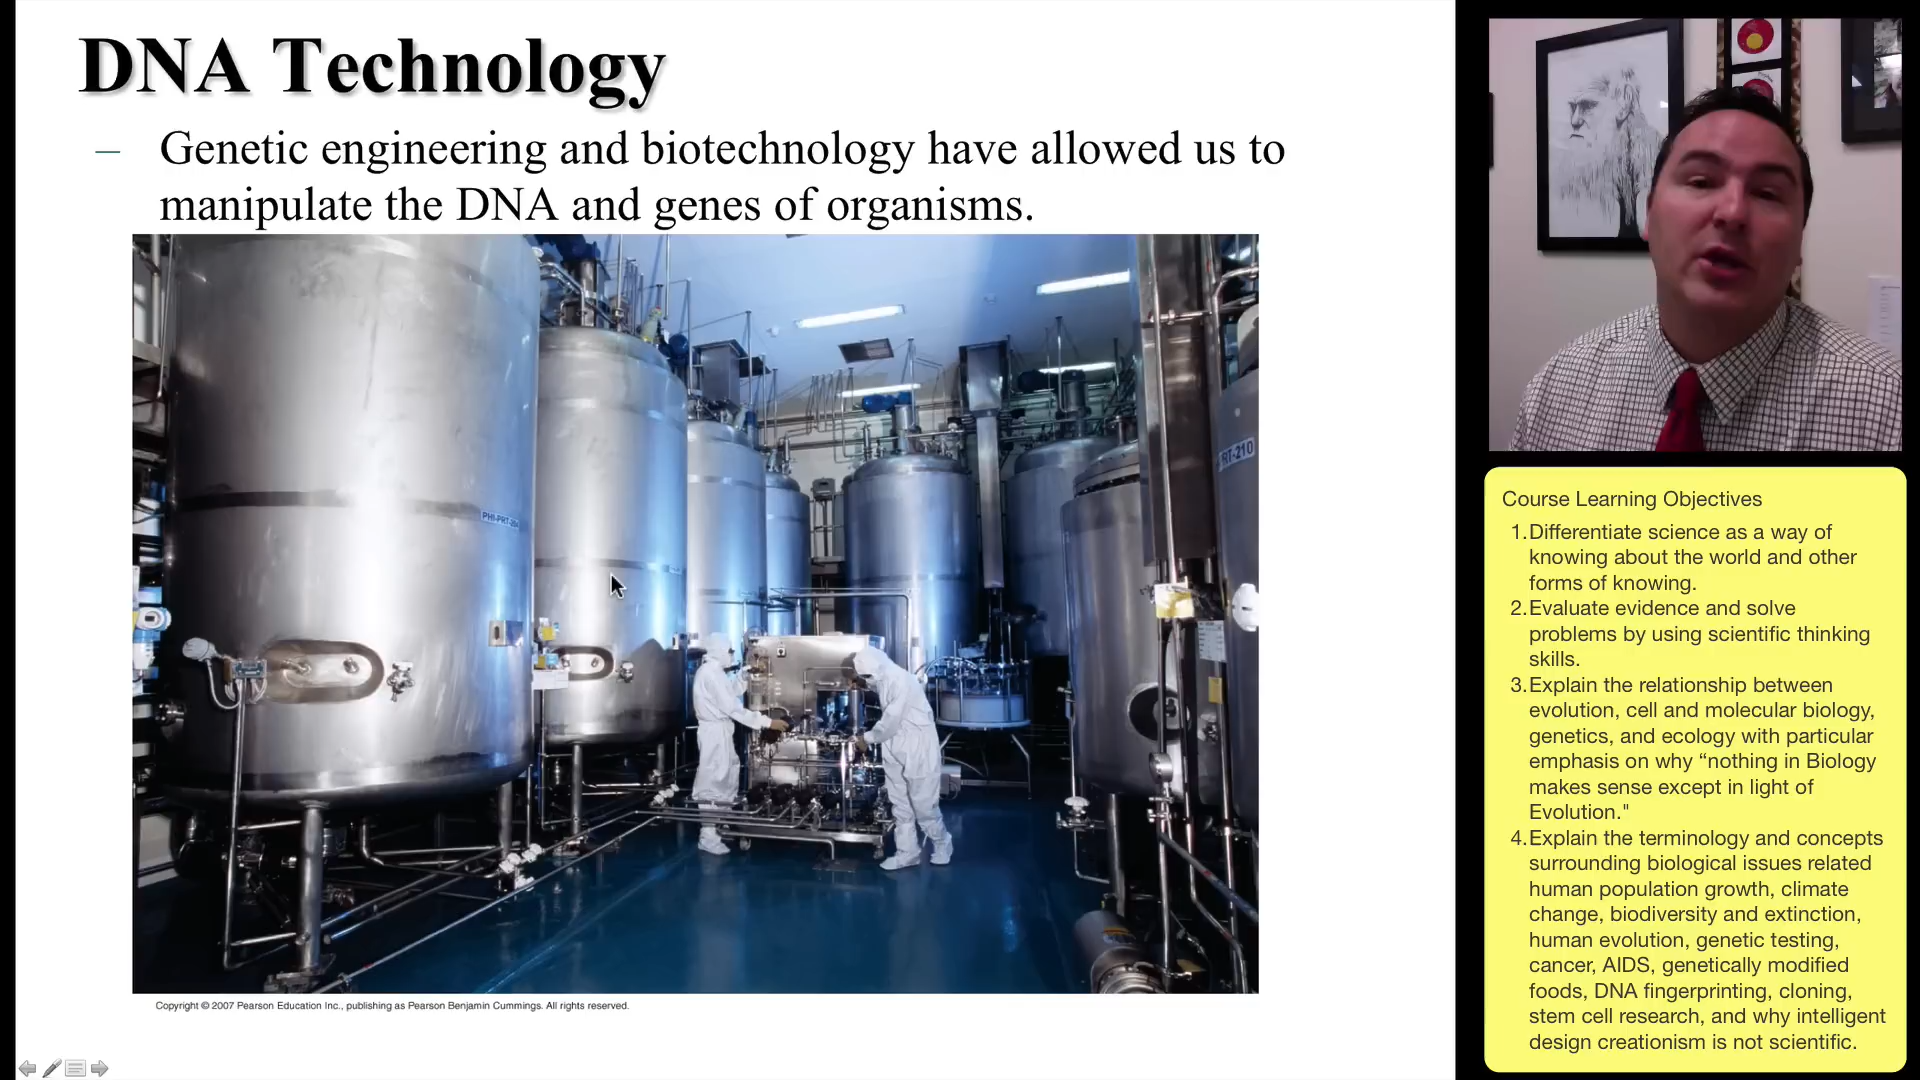 DNA Technology
— Genetic engineering and biotechnology have allowed us to
manipulate the DNA and genes of organisms.
PHI-PRT-
RT-210
Copyright © 2007 Pearson Education Inc., publishing as Pearson Benjamin Cummings. All rights reserved.
Course Learning Objectives
1.Differentiate science as a way of
knowing about the world and other
forms of knowing.
2.Evaluate evidence and solve
problems by using scientific thinking
skills.
3.Explain the relationship between
evolution, cell and molecular biology,
genetics, and ecology with particular
emphasis on why “nothing in Biology
makes sense except in light of
Evolution."
4.Explain the terminology and concepts
surrounding biological issues related
human population growth, climate
change, biodiversity and extinction,
human evolution, genetic testing,
cancer, AIDS, genetically modified
foods, DNA fingerprinting, cloning,
stem cell research, and why intelligent
design creationism is not scientific.